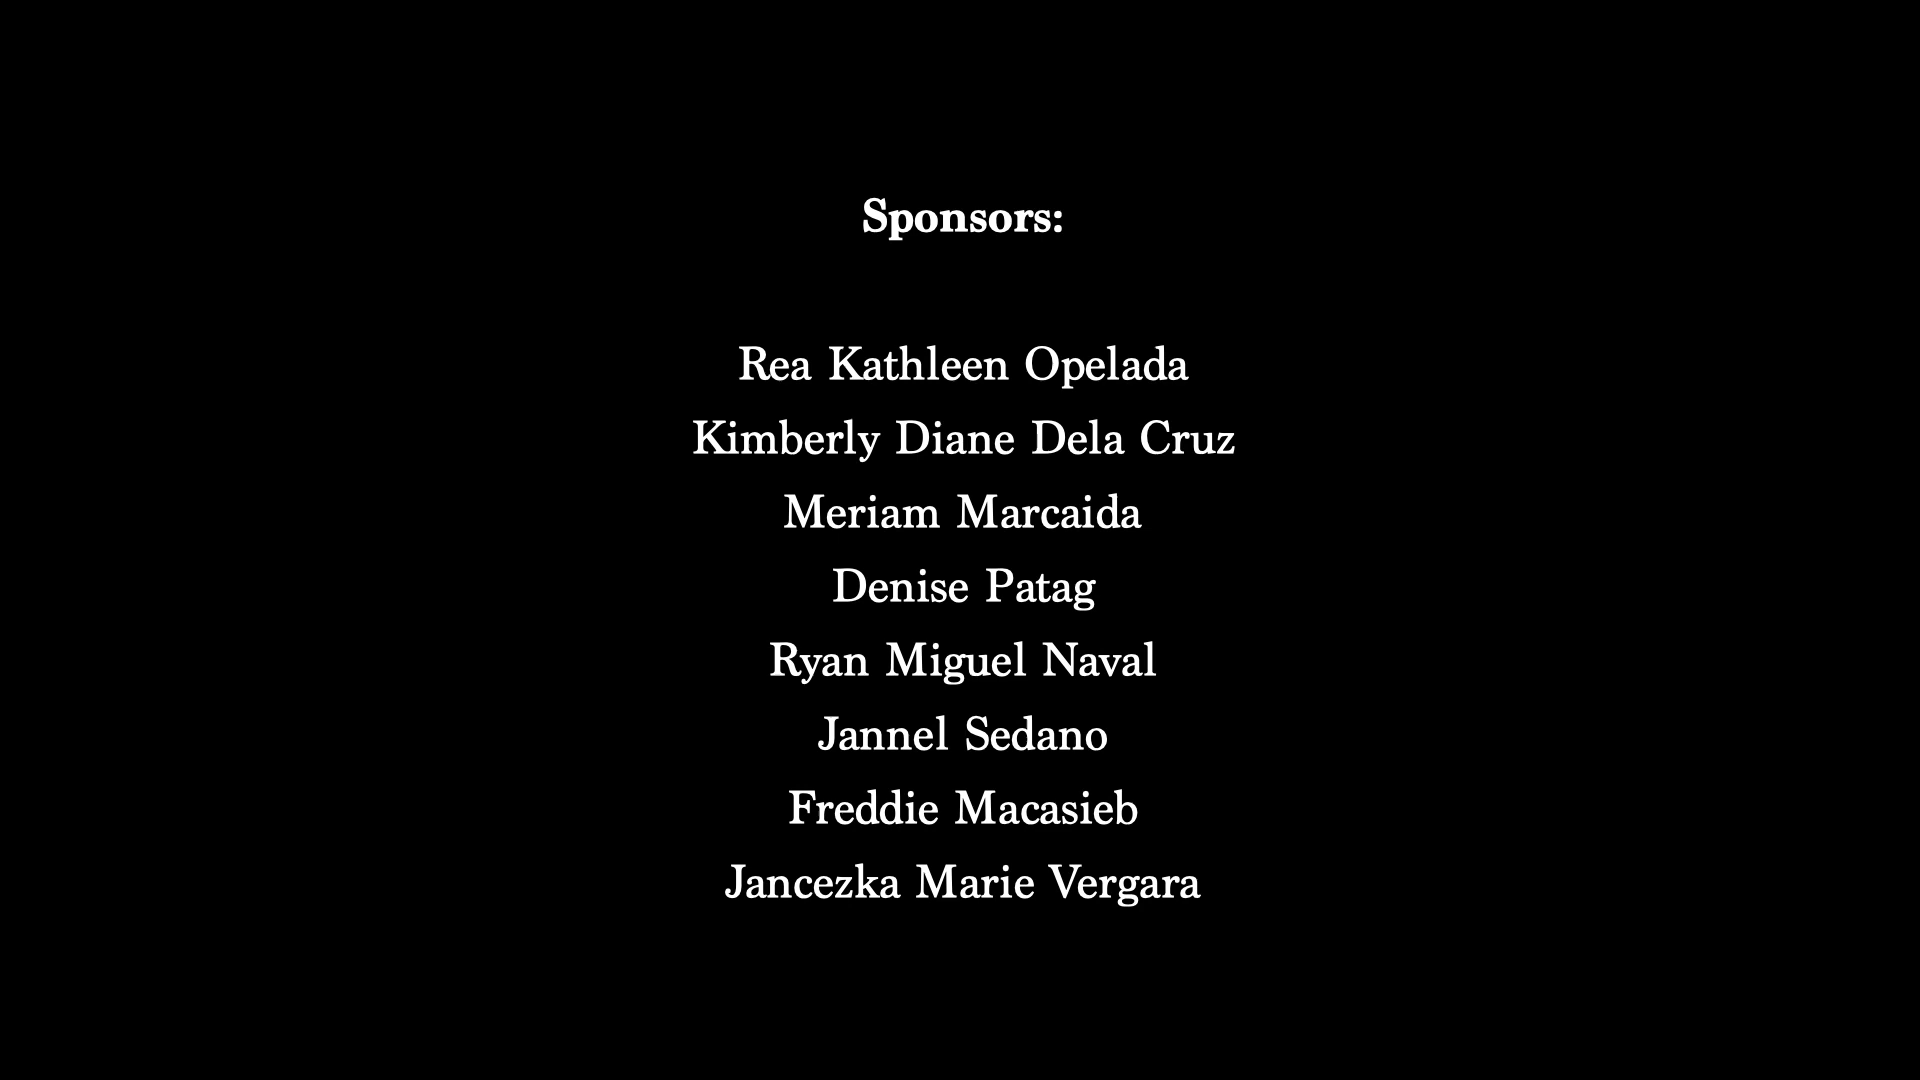 Sponsors:
Rea Kathleen Opelada
Kimberly Diane Dela Cruz
Meriam Marcaida
Denise Patag
Ryan Miguel Naval
Jannel Sedano
Freddie Macasieb
Jancezka Marie Vergara